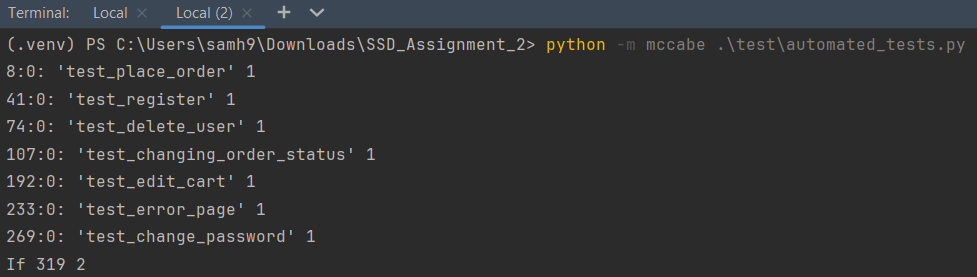 Terminal: Local × Local (2) × +
(.venv) PS C:\Users\samh9\Downloads\SSD_Assignment_2> python -m mccabe .\test\automated_tests.py
8:0: 'test_place_order' 1
41:0: 'test_register' 1
74:0: 'test_delete_user' 1
107:0: 'test_changing_order_status' 1
192:0: 'test_edit_cart' 1
233:0: 'test_error_page' 1
269:0: 'test_change_password' 1
If 319 2